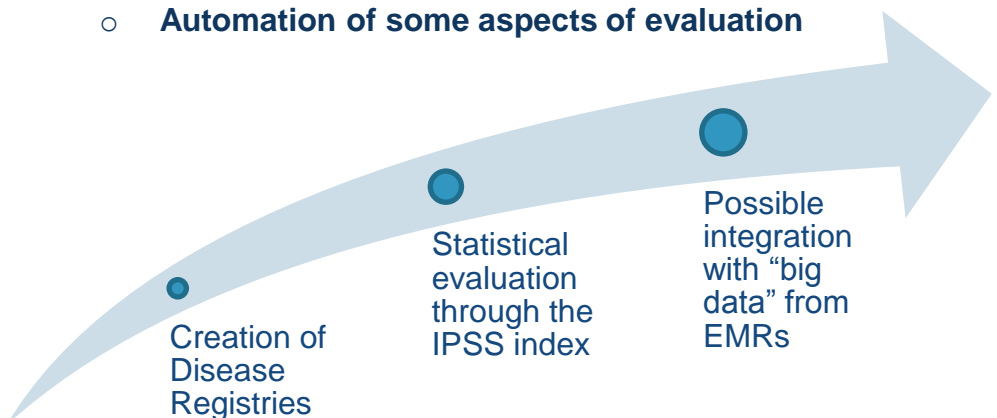 o Automation of some aspects of evaluation
Creation of
Disease
Registries
Statistical
evaluation
through the
IPSS index
Possible
integration
with “big
data” from
EMRs